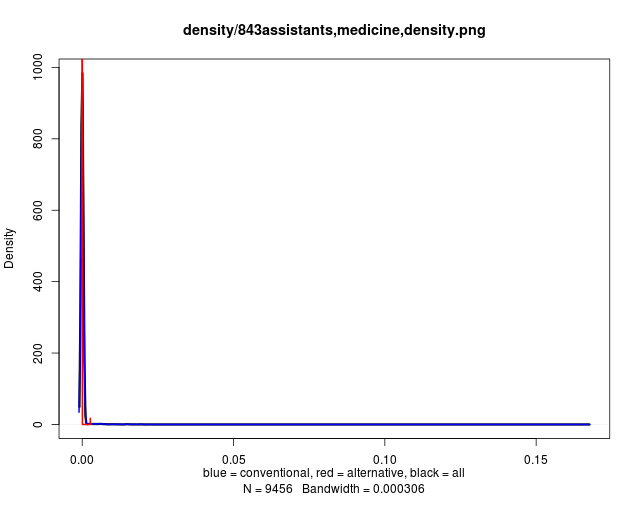 density/843assistants,medicine,density.png
Density
1000
800
600
400
200
0
0.00 0.05 0.10 0.15
blue = conventional, red = alternative, black = all
N = 9456 Bandwidth = 0.000306